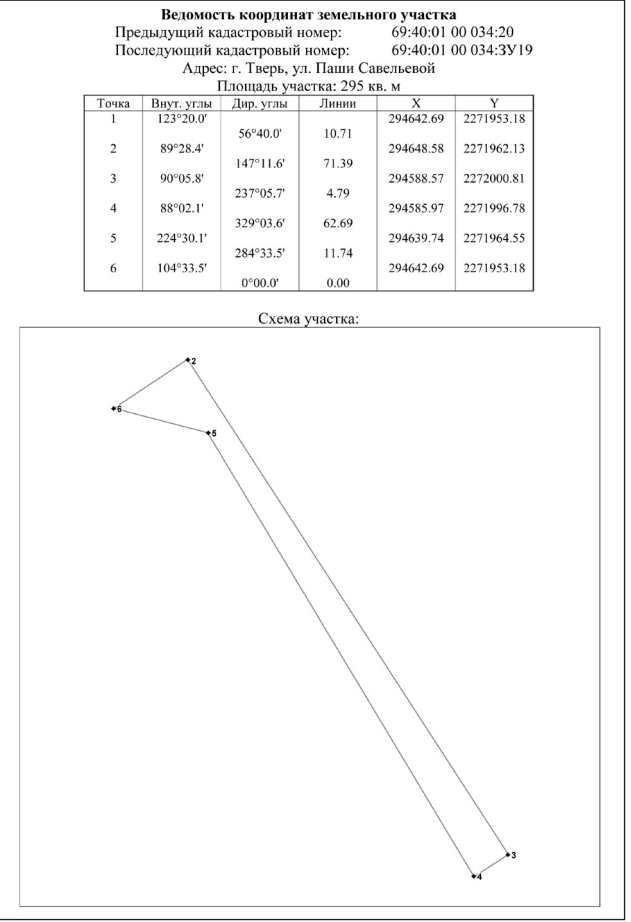 Ведомость координат земельного участка
Предыдущий кадастровый номер: 69:40:01 00 034:20
Последующий кадастровый номер: 69:40:01 00 034:ЗУ19
Адрес: г. Тверь, ул. Паши Савельевой
Площадь участка: 295 кв. м
Точка Внут. углы Дир. углы Линии X Y
1 123°20.0' 294642.69 2271953.18
56°40.0' 10.71
2 89°28.4' 294648.58 2271962.13
147°11.6' 71.39
3 90°05.8' 294588.57 2272000.81
237°05.7' 4.79
4 88°02.1' 294585.97 2271996.78
329°03.6' 62.69
5 224°30.1' 294639.74 2271964.55
284°33.5' 11.74
6 104°33.5' 294642.69 2271953.18
0°00.0' 0.00
Схема участка:
2
6
5
3
4